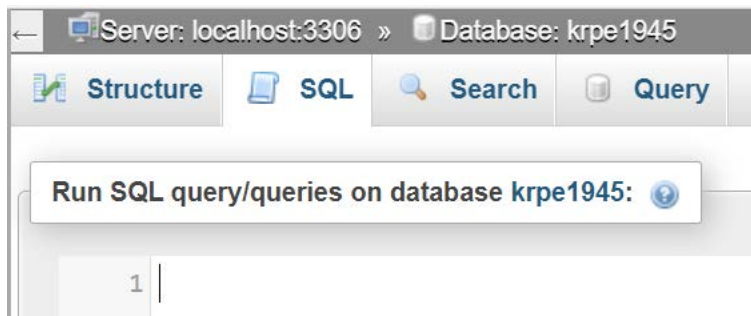 ← Server: localhost:3306 » Database: krpe1945
Structure SQL Search Query
Run SQL query/queries on database krpe1945:
1